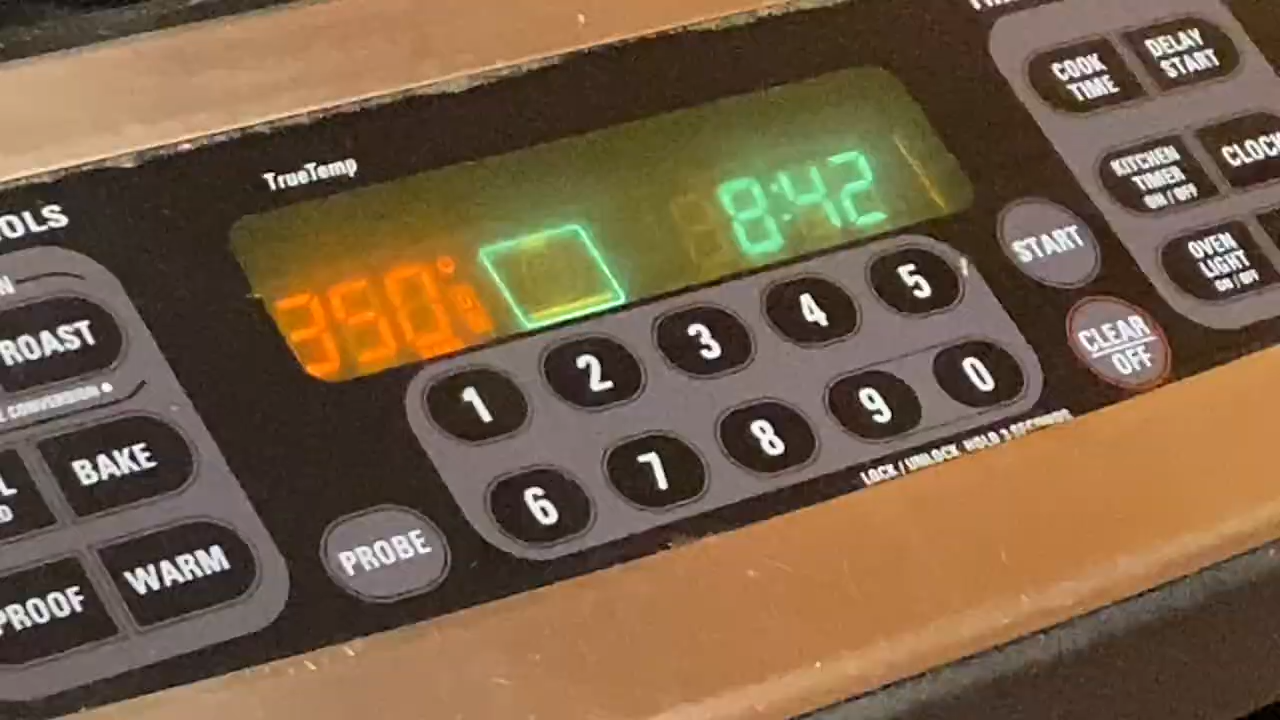 TrueTemp
350°
8:42
COOK
TIME
DELAY
START
KITCHEN
TIMER
ON / OFF
CLOCK
OVEN
LIGHT
ON / OFF
START
CLEAR
OFF
1 2 3 4 5
6 7 8 9 0
LOCK / UNLOCK HOLD 3 SECONDS
PROBE
ROAST
BAKE
PROOF
WARM